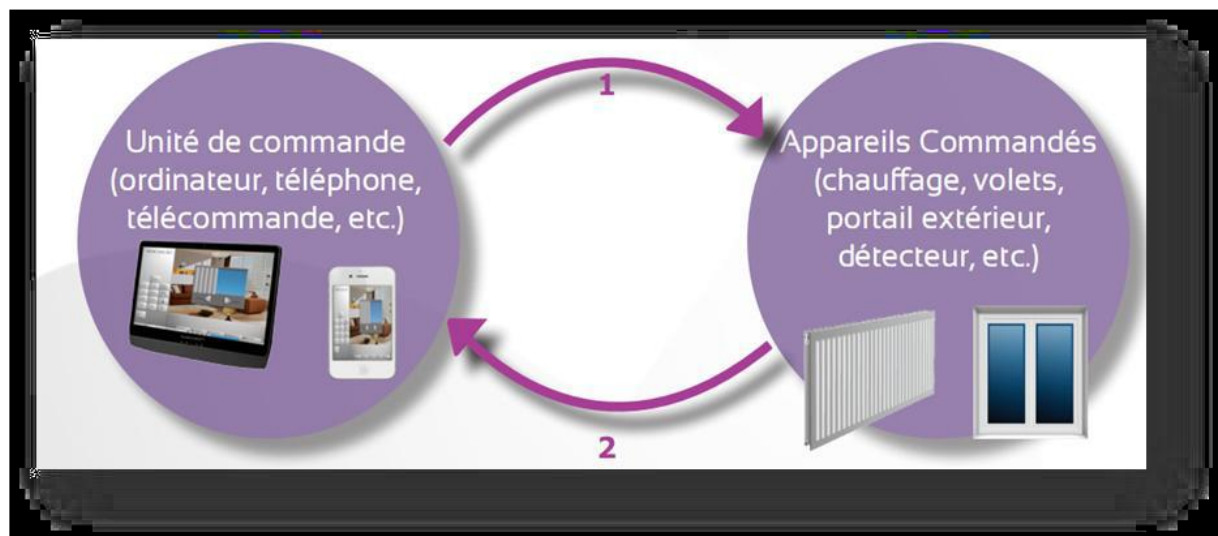 Unité de commande
(ordinateur, téléphone,
télécommande, etc.)
1
Appareils Commandés
(chauffage, volets,
portail extérieur,
détecteur, etc.)
2